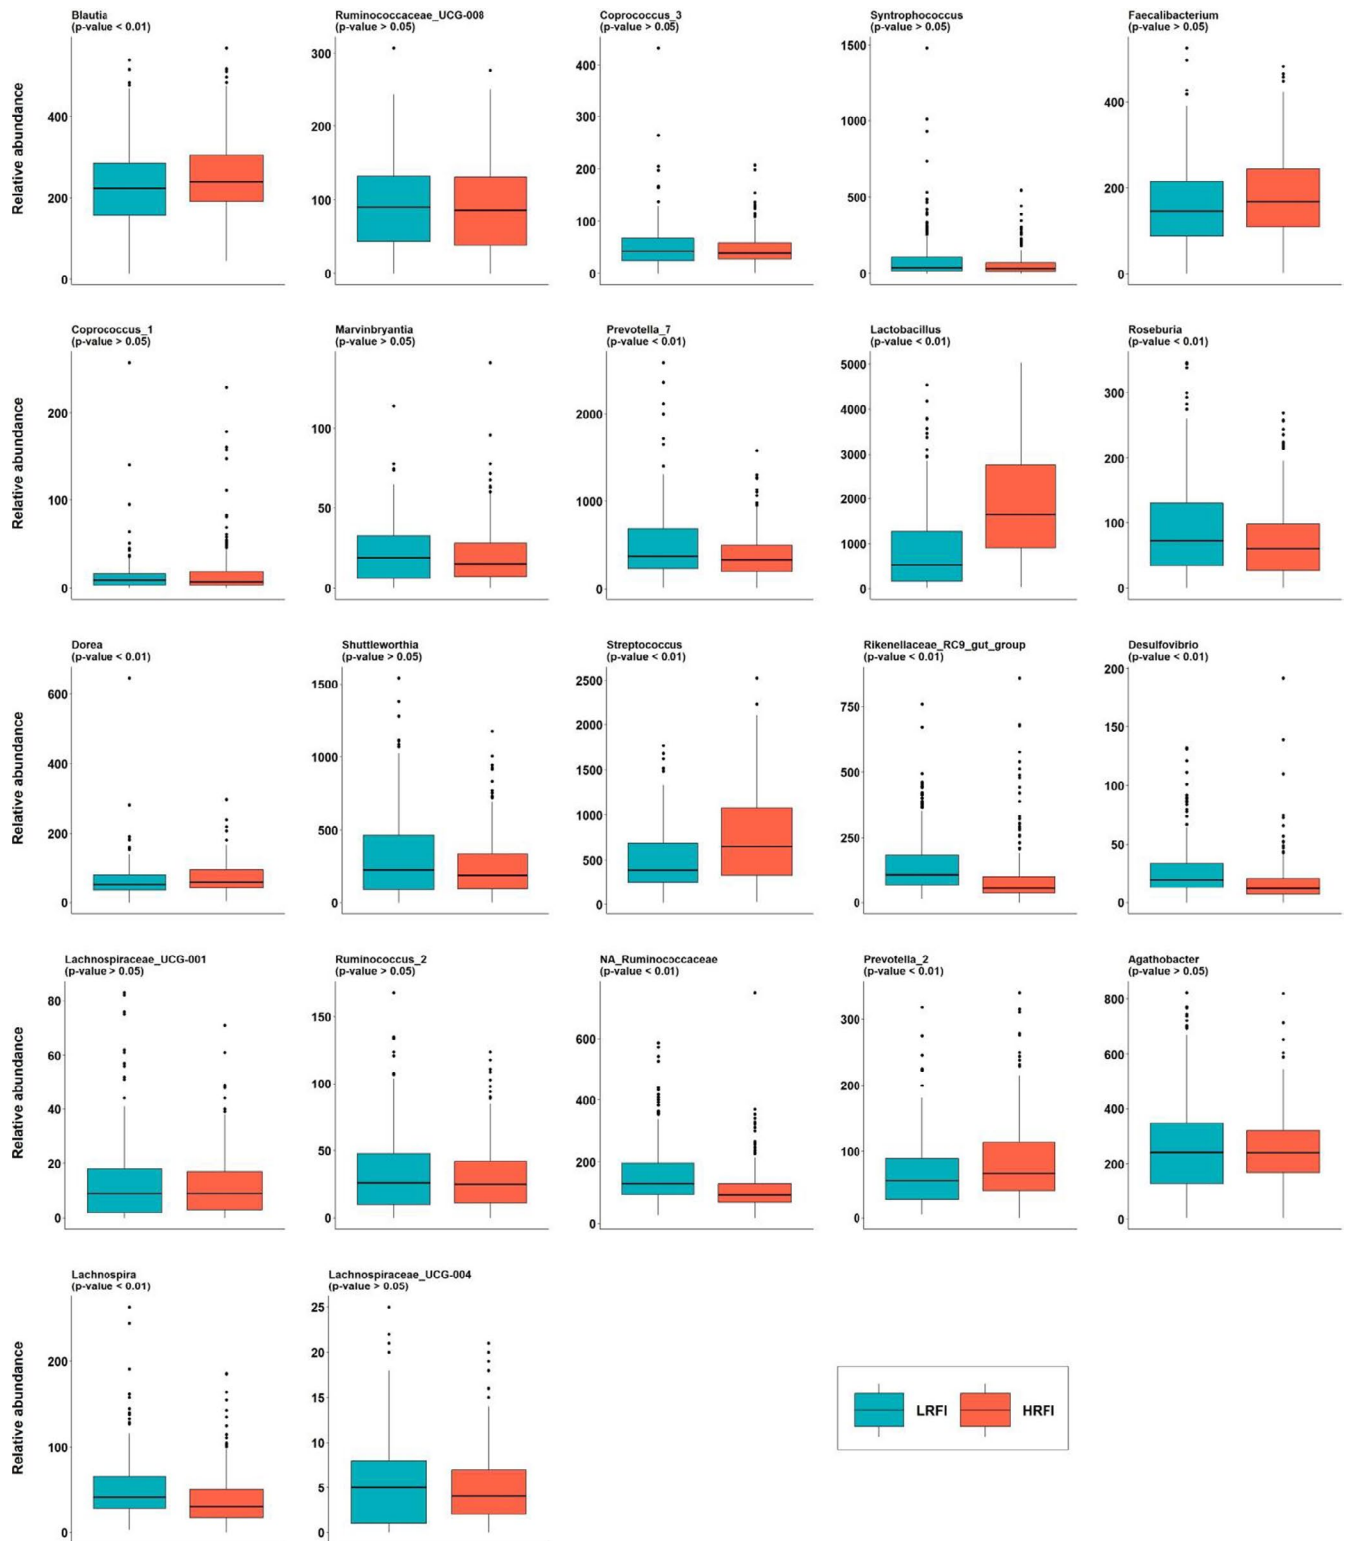 Blautia
(p-value < 0.01)
Relative abundance
400
200
0
Ruminococcaceae_UCG-008
(p-value > 0.05)
300
200
100
0
Coprococcus_3
(p-value > 0.05)
400
300
200
100
0
Syntrophococcus
(p-value > 0.05)
1500
1000
500
0
Faecalibacterium
(p-value > 0.05)
400
200
0
Coprococcus_1
(p-value > 0.05)
Relative abundance
200
100
0
Marvinbryantia
(p-value > 0.05)
100
50
0
Prevotella_7
(p-value < 0.01)
2000
1000
0
Lactobacillus
(p-value < 0.01)
5000
4000
3000
2000
1000
0
Roseburia
(p-value < 0.01)
300
200
100
0
Dorea
(p-value < 0.01)
Relative abundance
600
400
200
0
Shuttleworthia
(p-value > 0.05)
1500
1000
500
0
Streptococcus
(p-value < 0.01)
2500
2000
1500
1000
500
0
Rikenellaceae_RC9_gut_group
(p-value < 0.01)
750
500
250
0
Desulfovibrio
(p-value < 0.01)
200
150
100
50
0
Lachnospiraceae_UCG-001
(p-value > 0.05)
Relative abundance
80
60
40
20
0
Ruminococcus_2
(p-value > 0.05)
150
100
50
0
NA_Ruminococcaceae
(p-value < 0.01)
600
400
200
0
Prevotella_2
(p-value < 0.01)
300
200
100
0
Agathobacter
(p-value > 0.05)
800
600
400
200
0
Lachnospira
(p-value < 0.01)
Relative abundance
200
100
0
Lachnospiraceae_UCG-004
(p-value > 0.05)
25
20
15
10
5
0
LRFI
HRFI